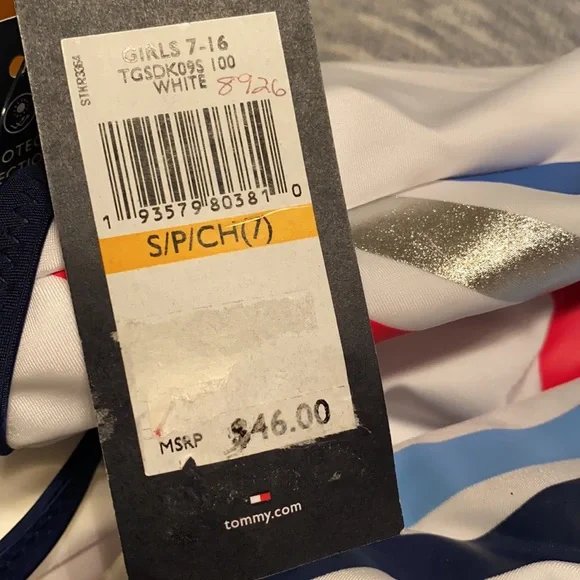 STKR3364
GIRLS 7-16
TGSDK09S 100
WHITE 8926
1 93579 80381 0
S/P/CH(7)
MSRP $46.00
tommy.com